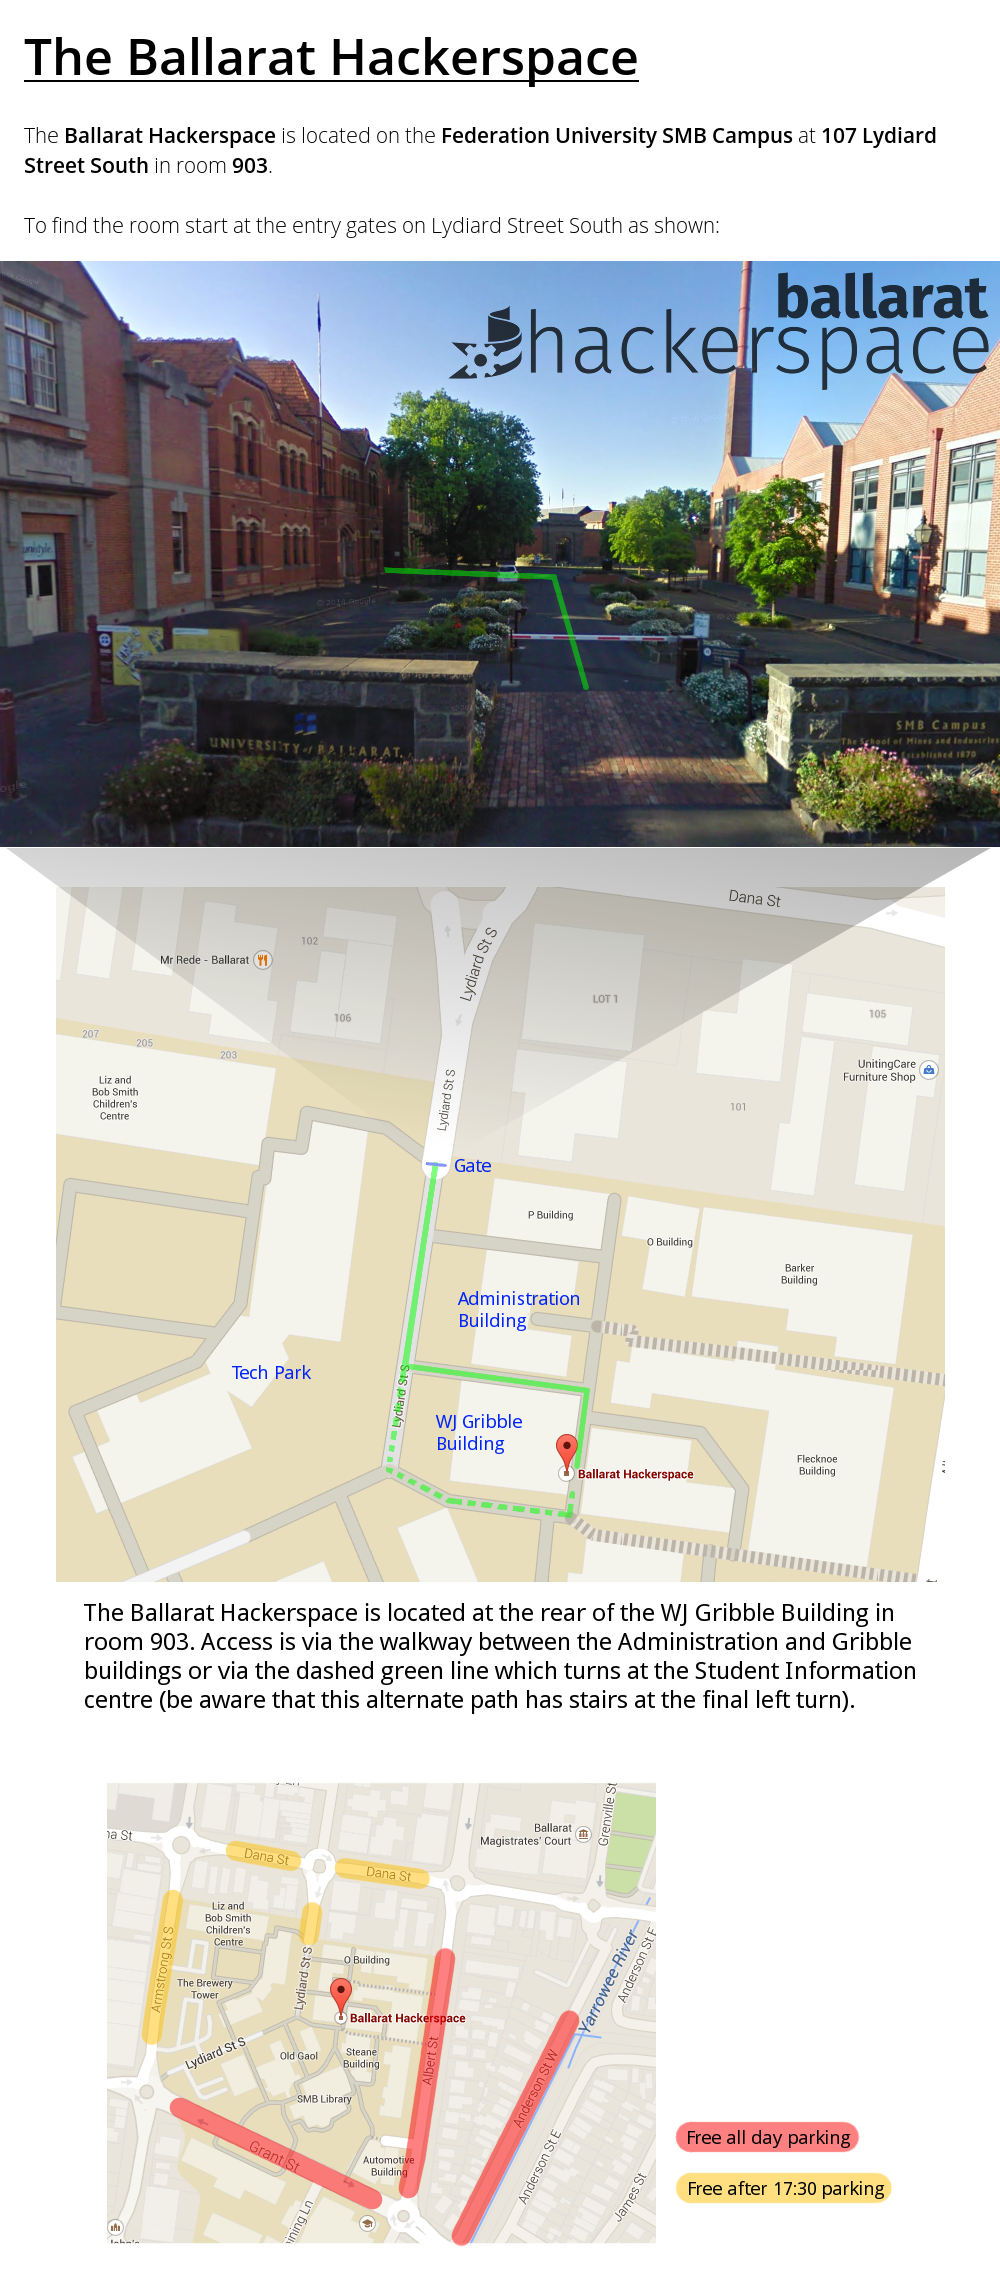 The Ballarat Hackerspace
The Ballarat Hackerspace is located on the Federation University SMB Campus at 107 Lydiard
Street South in room 903.
To find the room start at the entry gates on Lydiard Street South as shown:
ballarat
hackerspace
© 2014 Google
UNIVERSITY of BALLARAT
SMB Campus
The School of Mines and Industries
Established 1870
Dana St
Lydiard St S
Mr Rede - Ballarat
102
106
LOT 1
105
207
205
203
UnitingCare
Furniture Shop
Liz and
Bob Smith
Children's
Centre
Lydiard St S
101
Gate
P Building
O Building
Barker
Building
Administration
Building
Tech Park
Lydiard St S
WJ Gribble
Building
Ballarat Hackerspace
Flecknoe
Building
The Ballarat Hackerspace is located at the rear of the WJ Gribble Building in
room 903. Access is via the walkway between the Administration and Gribble
buildings or via the dashed green line which turns at the Student Information
centre (be aware that this alternate path has stairs at the final left turn).
na St
Dana St
Dana St
Ballarat
Magistrates' Court
Grenville St
Liz and
Bob Smith
Children's
Centre
Armstrong St S
Lydiard St S
O Building
The Brewery
Tower
Ballarat Hackerspace
Yarrowee River
Anderson St E
Lydiard St S
Old Gaol
Steane
Building
Albert St
SMB Library
Anderson St W
Grant St
Automotive
Building
Anderson St E
James St
ining Ln
John's
Free all day parking
Free after 17:30 parking